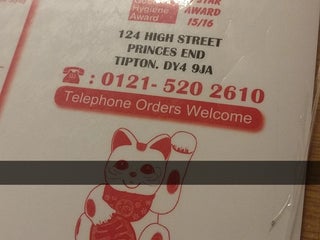 Hygiene
Award
STAR
AWARD
15/16
124 HIGH STREET
PRINCES END
TIPTON, DY4 9JA
☎ : 0121- 520 2610
Telephone Orders Welcome